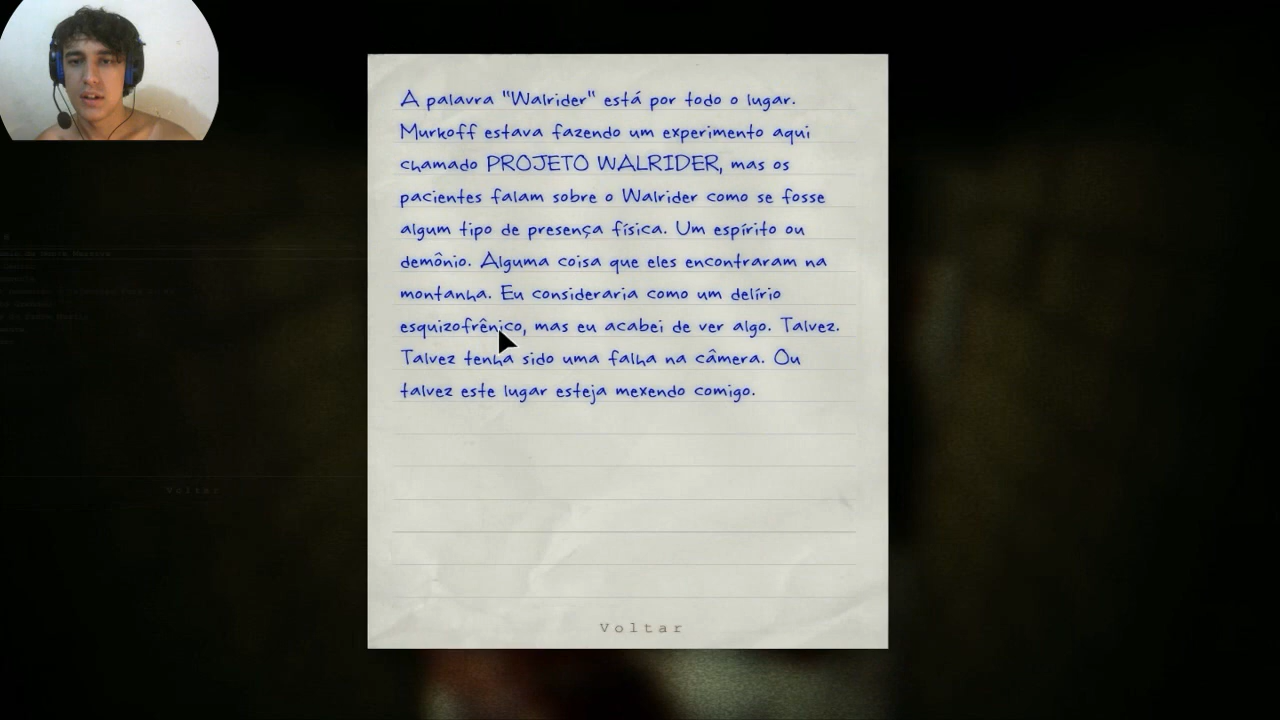 A palavra "Walrider" está por todo o lugar.
Murkoff estava fazendo um experimento aqui
chamado PROJETO WALRIDER, mas os
pacientes falam sobre o Walrider como se fosse
algum tipo de presença física. Um espírito ou
demônio. Alguma coisa que eles encontraram na
montanha. Eu consideraria como um delírio
esquizofrênico, mas eu acabei de ver algo. Talvez.
Talvez tenha sido uma falha na câmera. Ou
talvez este lugar esteja mexendo comigo.
Voltar
Voltar